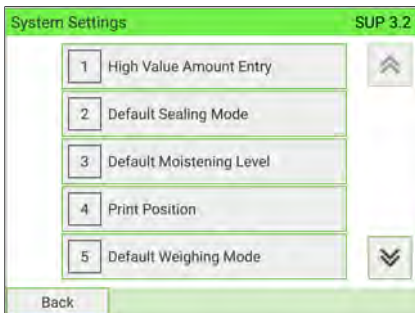 System Settings SUP 3.2
1 High Value Amount Entry
2 Default Sealing Mode
3 Default Moistening Level
4 Print Position
5 Default Weighing Mode
Back